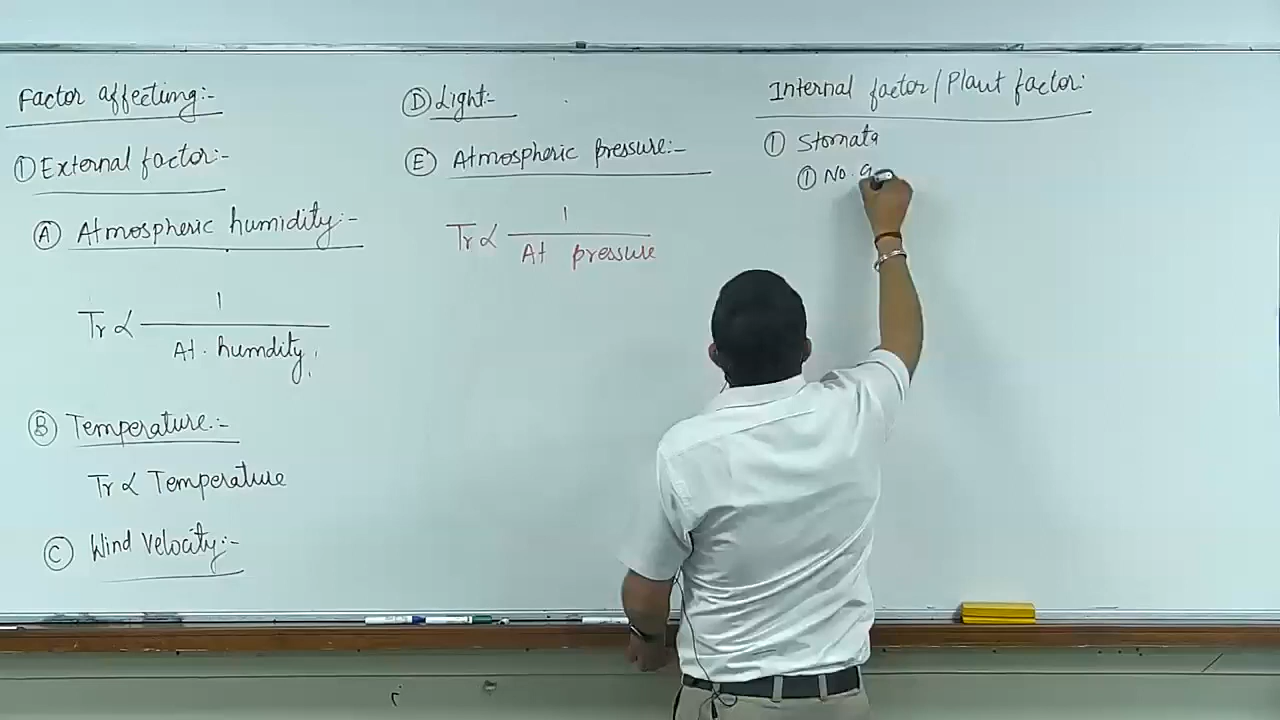 Factor affecting:-
① External factor:-
Ⓐ Atmospheric humidity:-
Tr ∝ 1
At. humdity
Ⓑ Temperature:-
Tr ∝ Temperature
Ⓒ Wind Velocity:-
Ⓓ Light:-
Ⓔ Atmospheric pressure:-
Tr ∝ 1
At pressure
Internal factor/Plant factor:
① Stomata
① No.